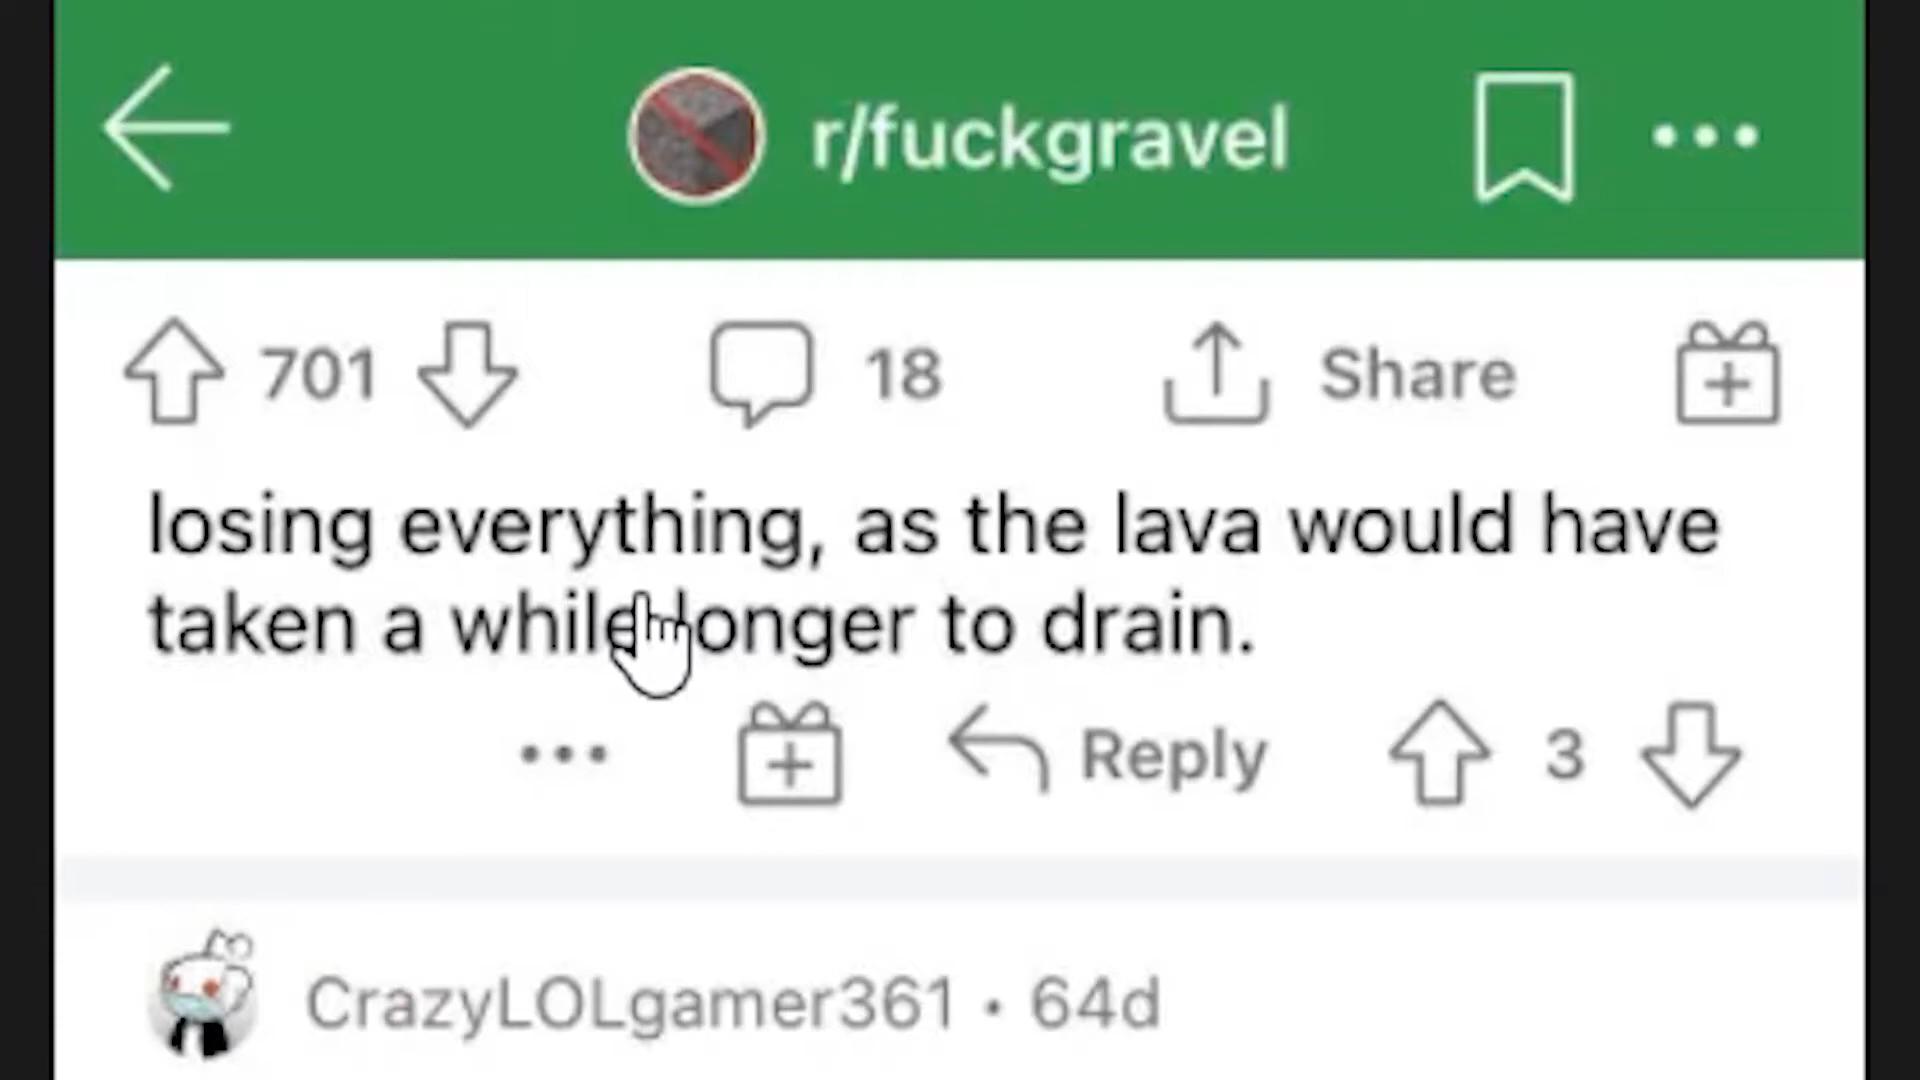 r/fuckgravel
701 18 Share
losing everything, as the lava would have
taken a while longer to drain.
Reply 3
CrazyLOLgamer361 • 64d